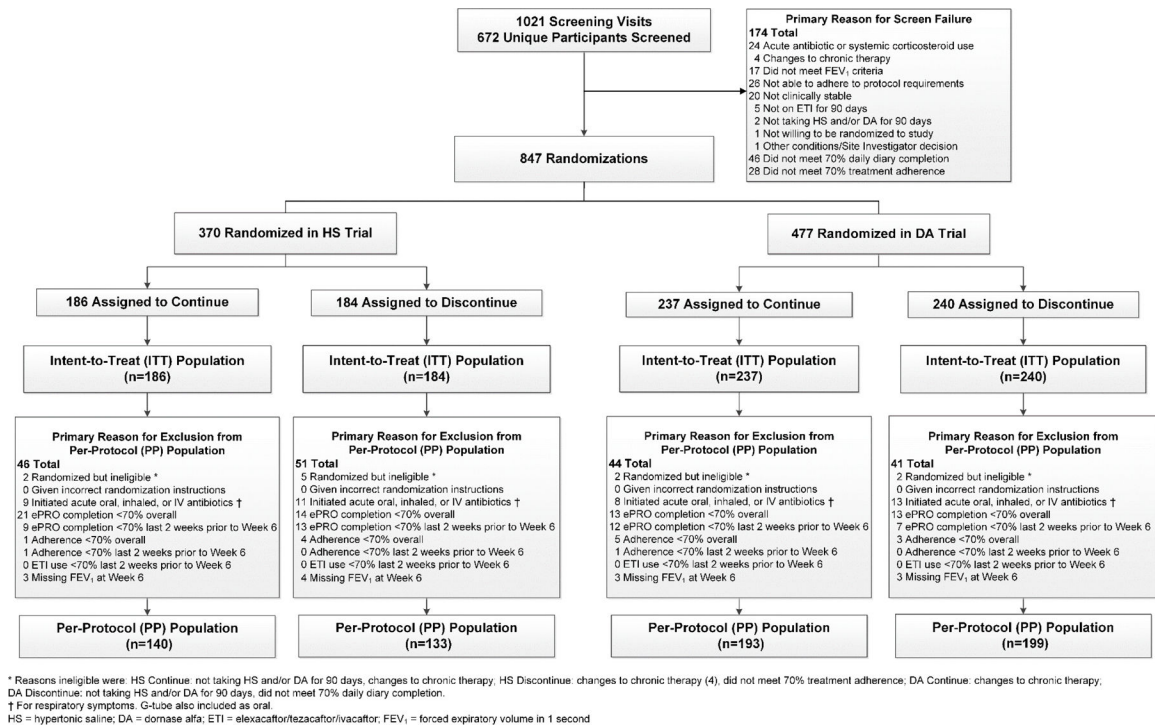 1021 Screening Visits
672 Unique Participants Screened
Primary Reason for Screen Failure
174 Total
24 Acute antibiotic or systemic corticosteroid use
4 Changes to chronic therapy
17 Did not meet FEV₁ criteria
26 Not able to adhere to protocol requirements
20 Not clinically stable
5 Not on ETI for 90 days
2 Not taking HS and/or DA for 90 days
1 Not willing to be randomized to study
1 Other conditions/Site Investigator decision
46 Did not meet 70% daily diary completion
28 Did not meet 70% treatment adherence
847 Randomizations
370 Randomized in HS Trial
477 Randomized in DA Trial
186 Assigned to Continue
184 Assigned to Discontinue
237 Assigned to Continue
240 Assigned to Discontinue
Intent-to-Treat (ITT) Population
(n=186)
Intent-to-Treat (ITT) Population
(n=184)
Intent-to-Treat (ITT) Population
(n=237)
Intent-to-Treat (ITT) Population
(n=240)
Primary Reason for Exclusion from
Per-Protocol (PP) Population
46 Total
2 Randomized but ineligible *
0 Given incorrect randomization instructions
9 Initiated acute oral, inhaled, or IV antibiotics †
21 ePRO completion <70% overall
9 ePRO completion <70% last 2 weeks prior to Week 6
1 Adherence <70% overall
1 Adherence <70% last 2 weeks prior to Week 6
0 ETI use <70% last 2 weeks prior to Week 6
3 Missing FEV₁ at Week 6
Primary Reason for Exclusion from
Per-Protocol (PP) Population
51 Total
5 Randomized but ineligible *
0 Given incorrect randomization instructions
11 Initiated acute oral, inhaled, or IV antibiotics †
14 ePRO completion <70% overall
13 ePRO completion <70% last 2 weeks prior to Week 6
4 Adherence <70% overall
0 Adherence <70% last 2 weeks prior to Week 6
0 ETI use <70% last 2 weeks prior to Week 6
4 Missing FEV₁ at Week 6
Primary Reason for Exclusion from
Per-Protocol (PP) Population
44 Total
2 Randomized but ineligible *
0 Given incorrect randomization instructions
8 Initiated acute oral, inhaled, or IV antibiotics †
13 ePRO completion <70% overall
12 ePRO completion <70% last 2 weeks prior to Week 6
5 Adherence <70% overall
1 Adherence <70% last 2 weeks prior to Week 6
0 ETI use <70% last 2 weeks prior to Week 6
3 Missing FEV₁ at Week 6
Primary Reason for Exclusion from
Per-Protocol (PP) Population
41 Total
2 Randomized but ineligible *
0 Given incorrect randomization instructions
13 Initiated acute oral, inhaled, or IV antibiotics †
13 ePRO completion <70% overall
7 ePRO completion <70% last 2 weeks prior to Week 6
3 Adherence <70% overall
0 Adherence <70% last 2 weeks prior to Week 6
0 ETI use <70% last 2 weeks prior to Week 6
3 Missing FEV₁ at Week 6
Per-Protocol (PP) Population
(n=140)
Per-Protocol (PP) Population
(n=133)
Per-Protocol (PP) Population
(n=193)
Per-Protocol (PP) Population
(n=199)
* Reasons ineligible were: HS Continue: not taking HS and/or DA for 90 days, changes to chronic therapy; HS Discontinue: changes to chronic therapy (4), did not meet 70% treatment adherence; DA Continue: changes to chronic therapy;
DA Discontinue: not taking HS and/or DA for 90 days, did not meet 70% daily diary completion.
† For respiratory symptoms. G-tube also included as oral.
HS = hypertonic saline; DA = dornase alfa; ETI = elexacaftor/tezacaftor/ivacaftor; FEV₁ = forced expiratory volume in 1 second